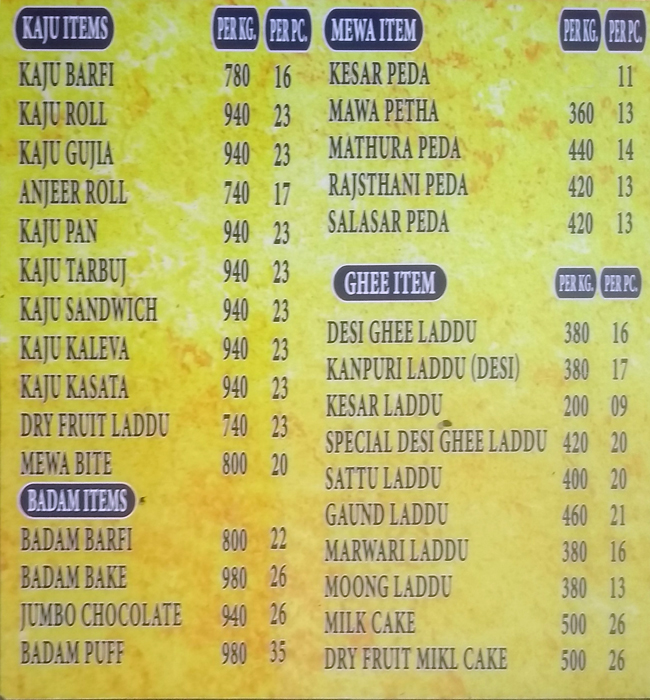 KAJU ITEMS PER KG. PER PC.
KAJU BARFI 780 16
KAJU ROLL 940 23
KAJU GUJIA 940 23
ANJEER ROLL 740 17
KAJU PAN 940 23
KAJU TARBUJ 940 23
KAJU SANDWICH 940 23
KAJU KALEVA 940 23
KAJU KASATA 940 23
DRY FRUIT LADDU 740 23
MEWA BITE 800 20
BADAM ITEMS
BADAM BARFI 800 22
BADAM BAKE 980 26
JUMBO CHOCOLATE 940 26
BADAM PUFF 980 35
MEWA ITEM PER KG. PER PC.
KESAR PEDA 11
MAWA PETHA 360 13
MATHURA PEDA 440 14
RAJSTHANI PEDA 420 13
SALASAR PEDA 420 13
GHEE ITEM PER KG. PER PC.
DESI GHEE LADDU 380 16
KANPURI LADDU (DESI) 380 17
KESAR LADDU 200 09
SPECIAL DESI GHEE LADDU 420 20
SATTU LADDU 400 20
GAUND LADDU 460 21
MARWARI LADDU 380 16
MOONG LADDU 380 13
MILK CAKE 500 26
DRY FRUIT MIKL CAKE 500 26